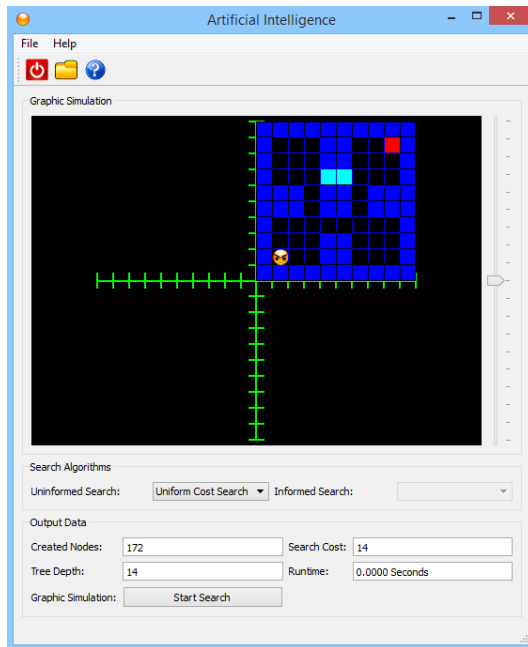 Artificial Intelligence
File Help
Graphic Simulation
Search Algorithms
Uninformed Search: Uniform Cost Search Informed Search:
Output Data
Created Nodes: 172 Search Cost: 14
Tree Depth: 14 Runtime: 0.0000 Seconds
Graphic Simulation: Start Search